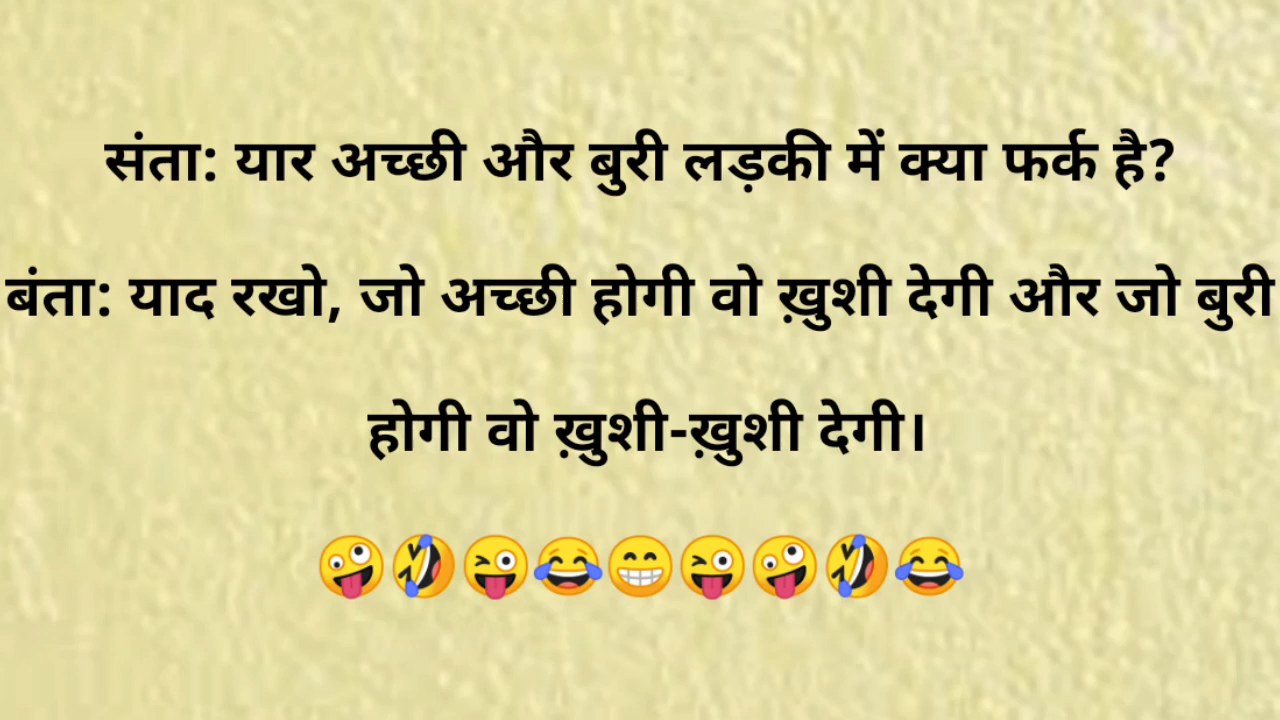 संता: यार अच्छी और बुरी लड़की में क्या फर्क है?
बंता: याद रखो, जो अच्छी होगी वो ख़ुशी देगी और जो बुरी
होगी वो ख़ुशी-ख़ुशी देगी।
🤪🤣😜😂😁😜🤪🤣😂